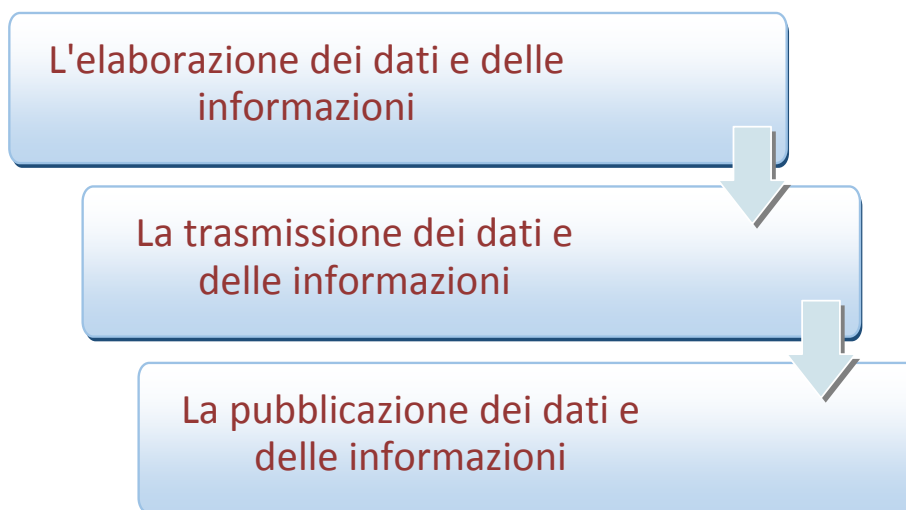 L'elaborazione dei dati e delle
informazioni
La trasmissione dei dati e
delle informazioni
La pubblicazione dei dati e
delle informazioni